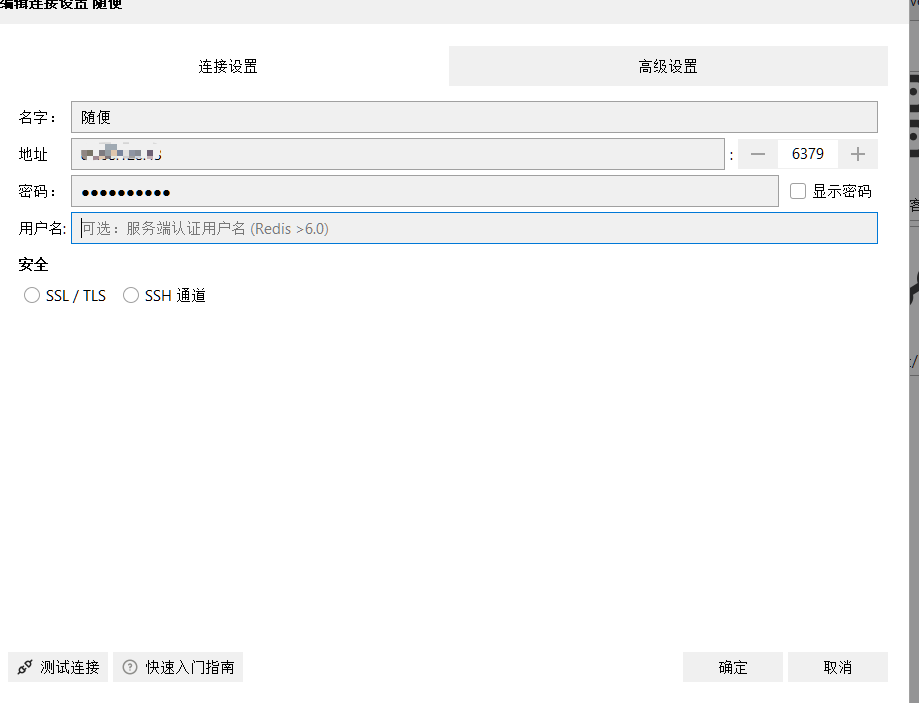 编辑连接设置 随便
连接设置 高级设置
名字： 随便
地址 : 6379
密码： ●●●●●●●●●● 显示密码
用户名: 可选：服务端认证用户名 (Redis >6.0)
安全
SSL / TLS SSH 通道
测试连接 快速入门指南 确定 取消